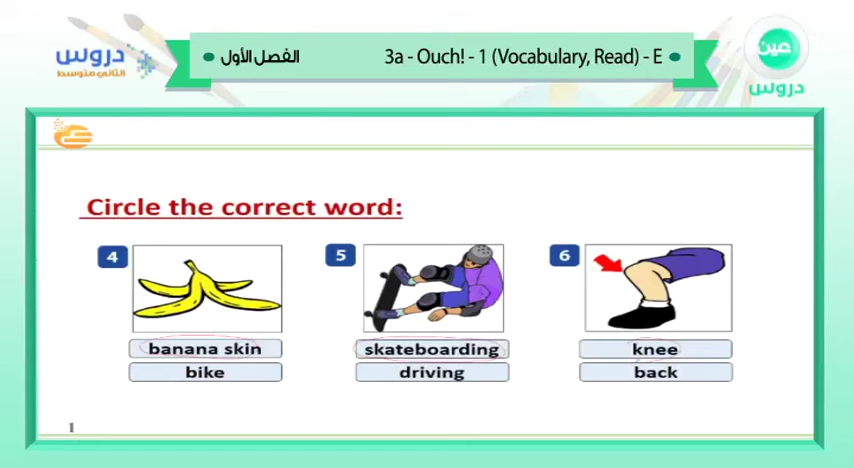 دروس
الثاني متوسط
الفصل الأول
3a - Ouch! - 1 (Vocabulary, Read) - E
عين
دروس
Circle the correct word:
4
5
6
banana skin
skateboarding
knee
bike
driving
back
1